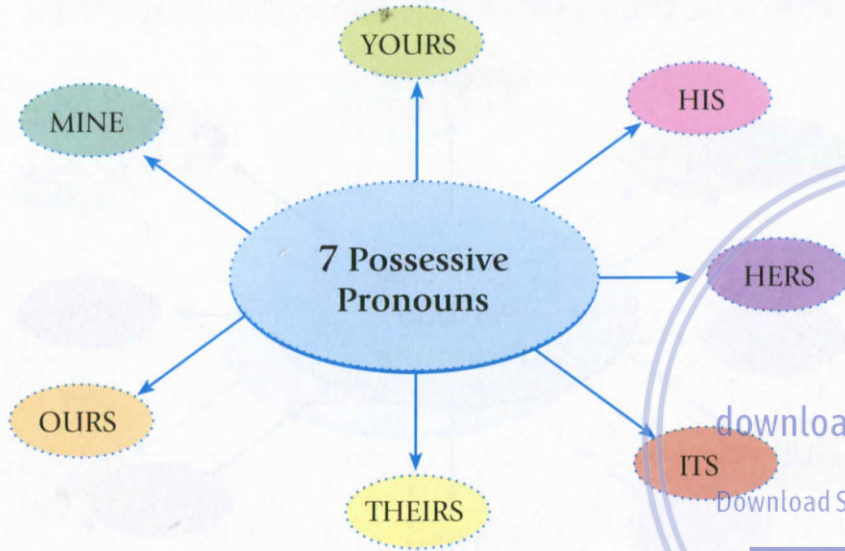 YOURS
MINE
HIS
7 Possessive
Pronouns
HERS
OURS
ITS
THEIRS
downloa
Download S